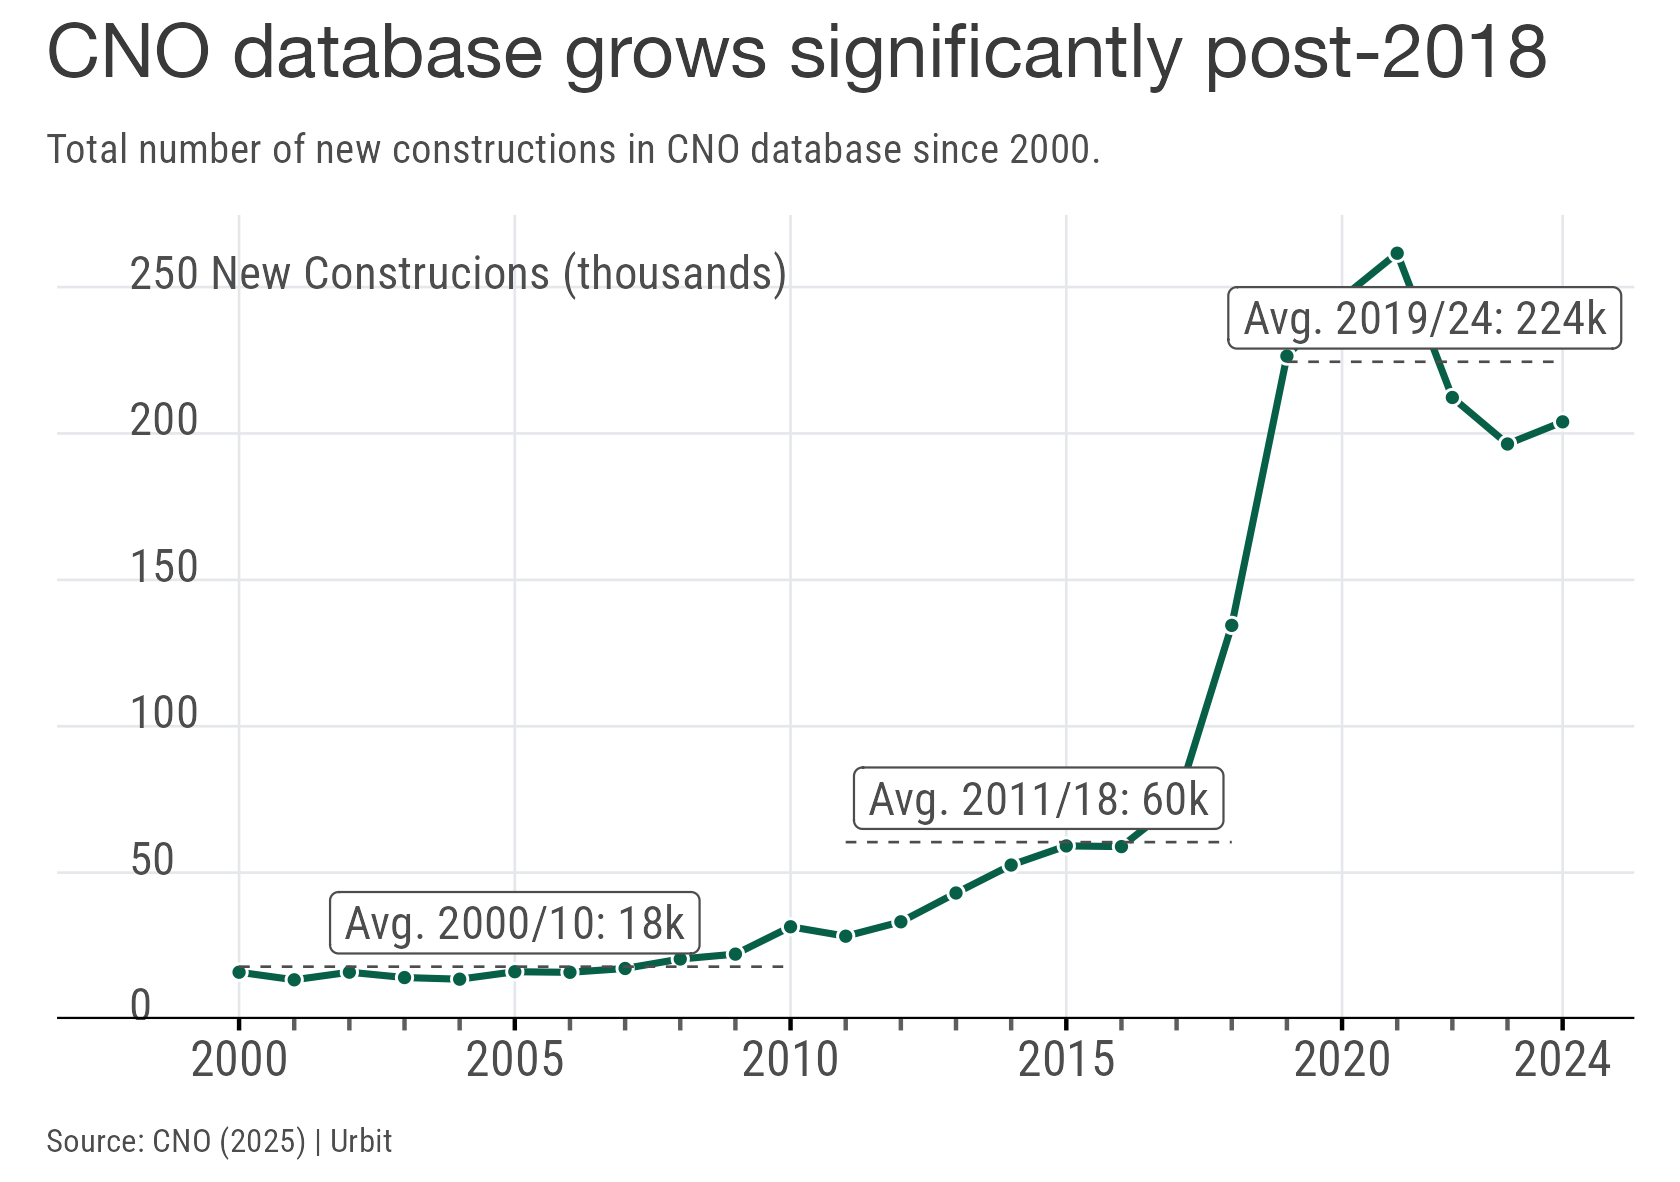 CNO database grows significantly post-2018
Total number of new constructions in CNO database since 2000.
250 New Construcions (thousands)
Avg. 2019/24: 224k
200
150
100
Avg. 2011/18: 60k
50
Avg. 2000/10: 18k
0
2000 2005 2010 2015 2020 2024
Source: CNO (2025) | Urbit